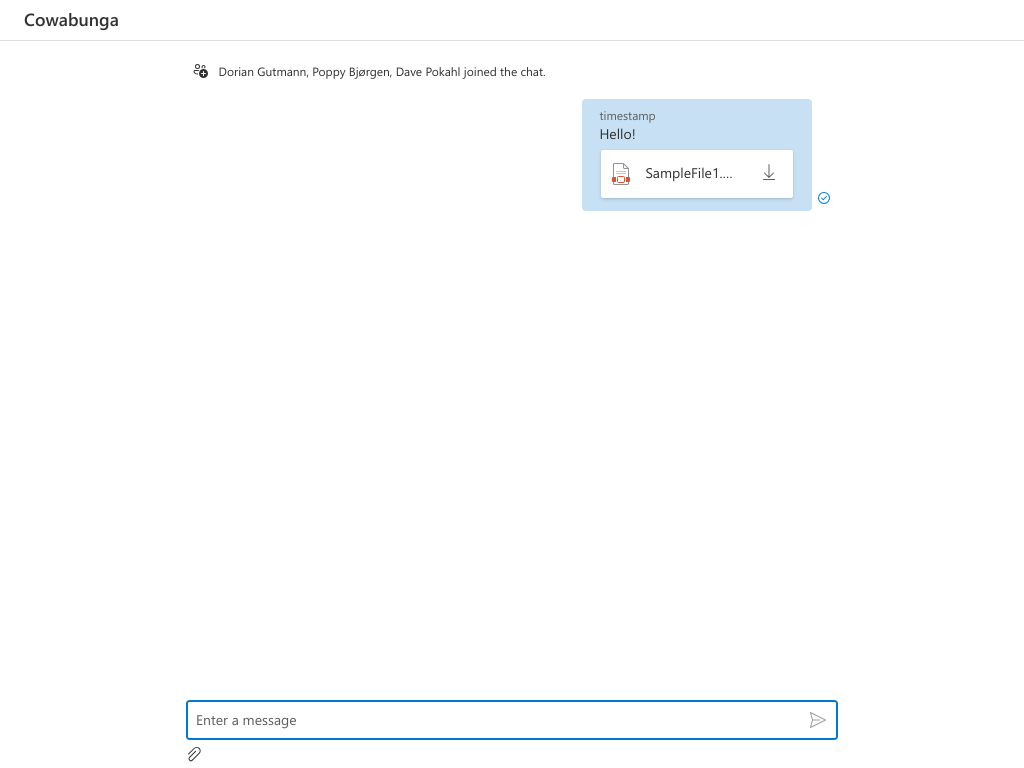 Cowabunga
Dorian Gutmann, Poppy Bjørgen, Dave Pokahl joined the chat.
timestamp
Hello!
SampleFile1....
Enter a message